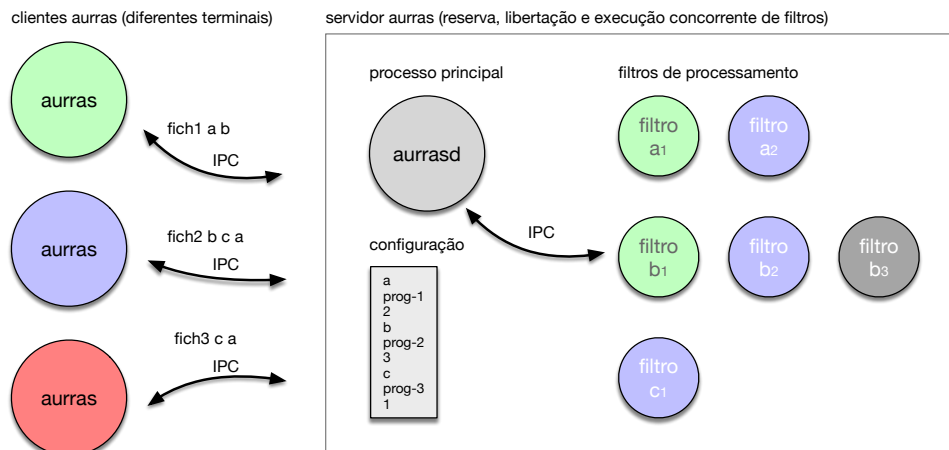 clientes aurras (diferentes terminais)
aurras
fich1 a b
IPC
aurras
fich2 b c a
IPC
aurras
fich3 c a
IPC
servidor aurras (reserva, libertação e execução concorrente de filtros)
processo principal
aurrasd
IPC
configuração
a
prog-1
2
b
prog-2
3
c
prog-3
1
filtros de processamento
filtro
a1
filtro
a2
filtro
b1
filtro
b2
filtro
b3
filtro
c1